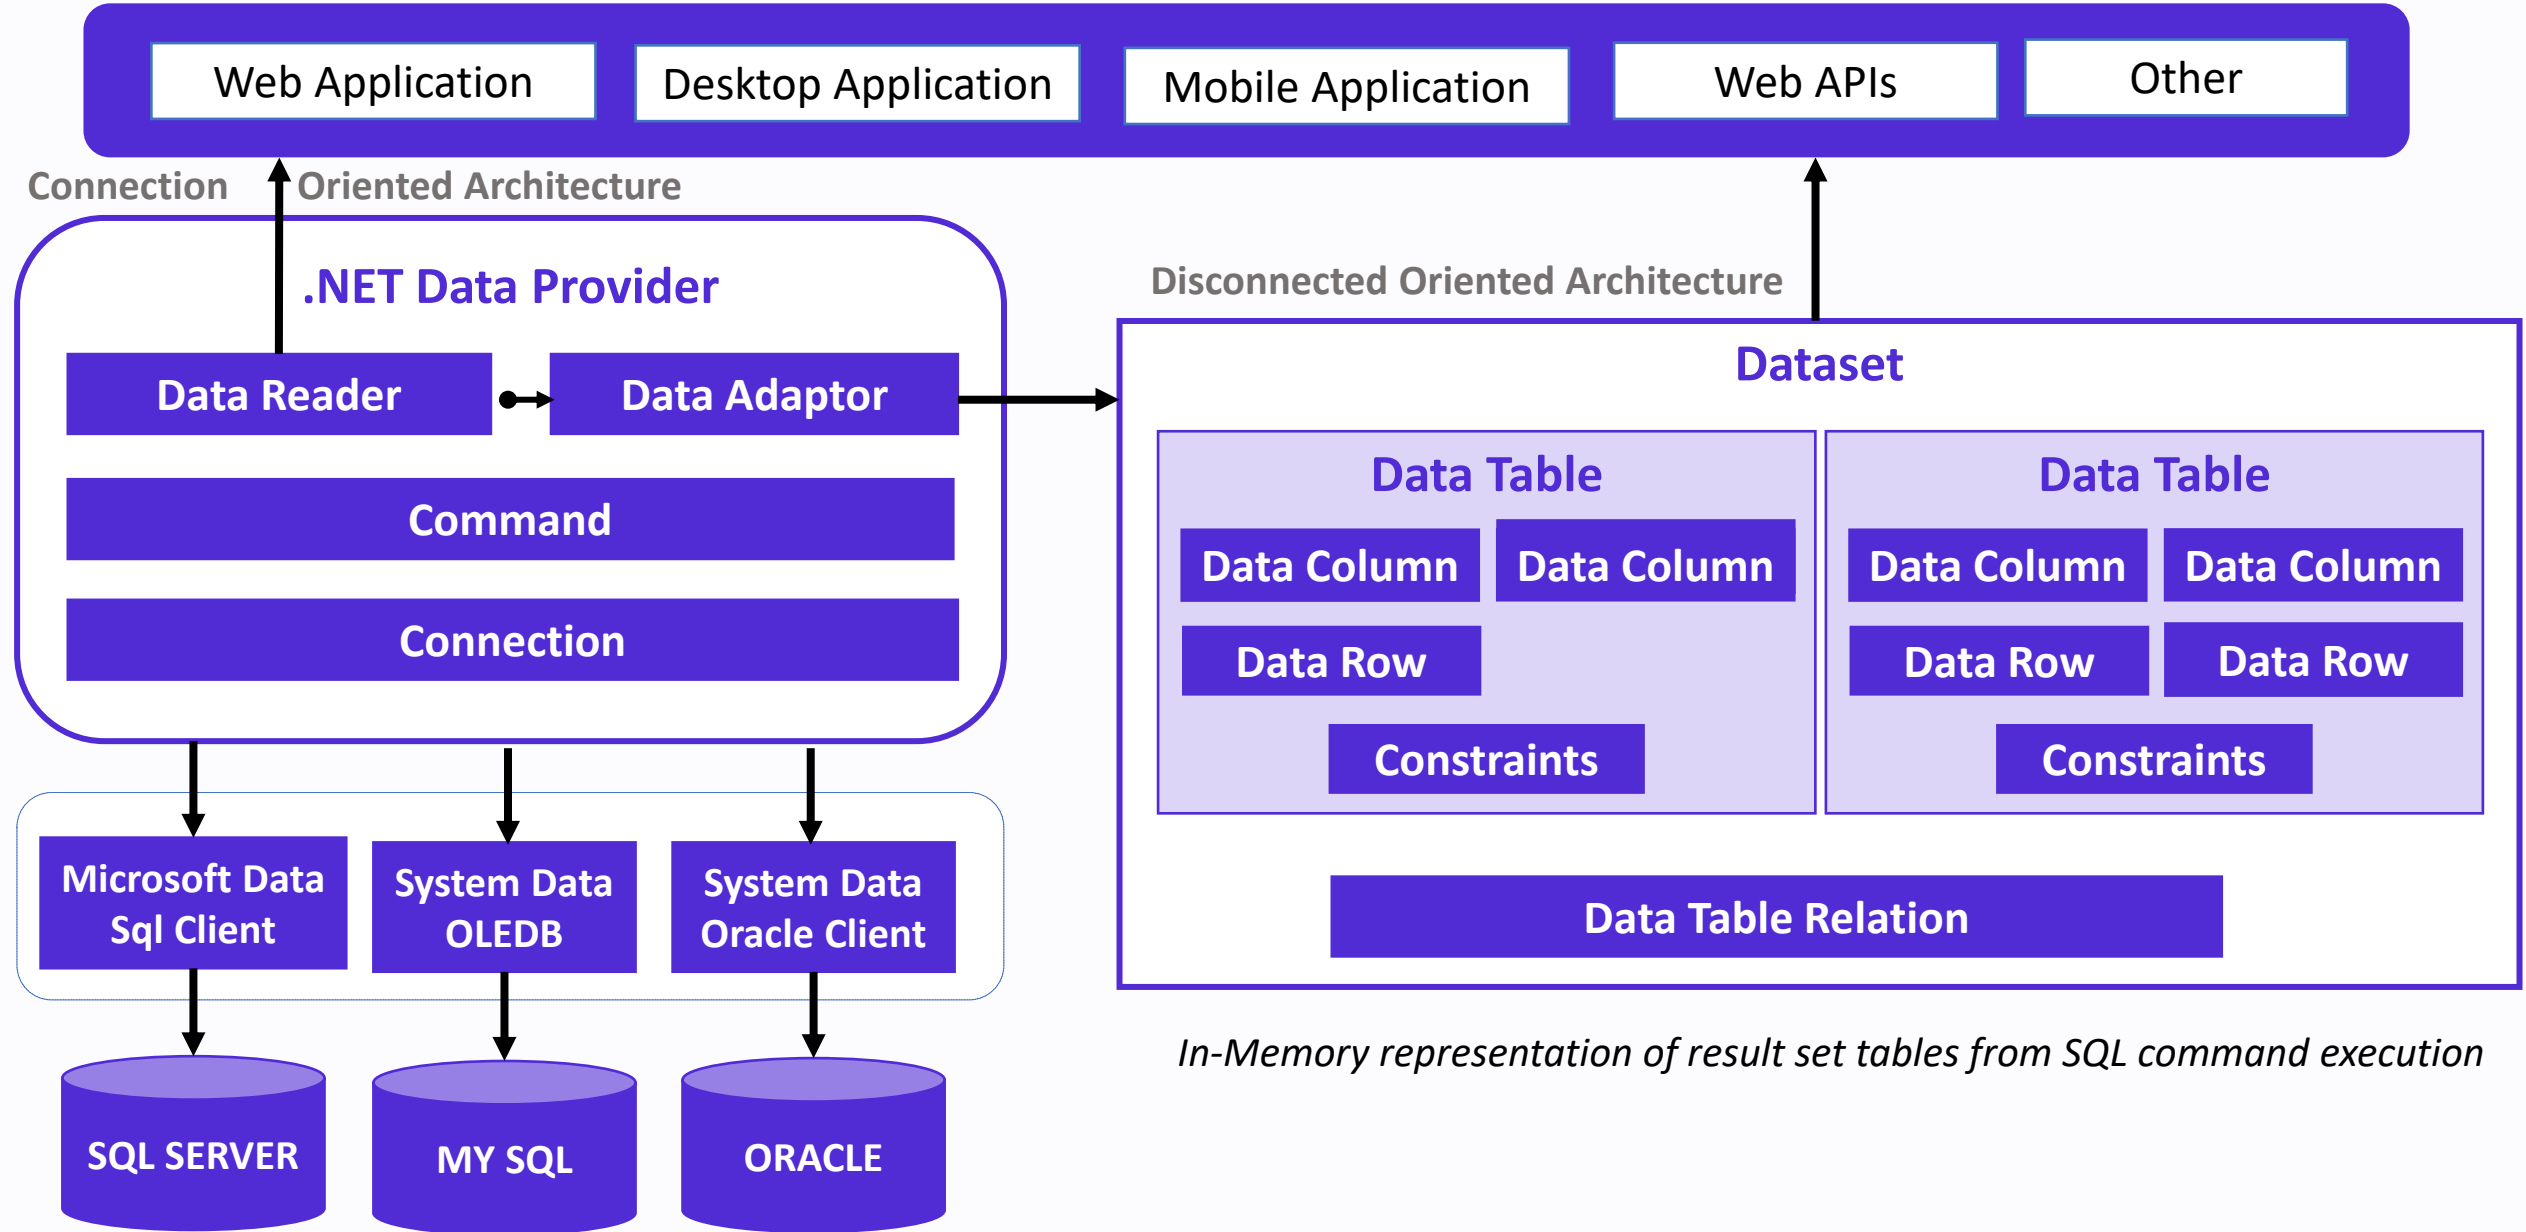 Web Application
Desktop Application
Mobile Application
Web APIs
Other
Connection Oriented Architecture
.NET Data Provider
Data Reader
Data Adaptor
Command
Connection
Disconnected Oriented Architecture
Dataset
Data Table
Data Column
Data Column
Data Row
Constraints
Data Table
Data Column
Data Column
Data Row
Data Row
Constraints
Data Table Relation
Microsoft Data
Sql Client
System Data
OLEDB
System Data
Oracle Client
SQL SERVER
MY SQL
ORACLE
In-Memory representation of result set tables from SQL command execution